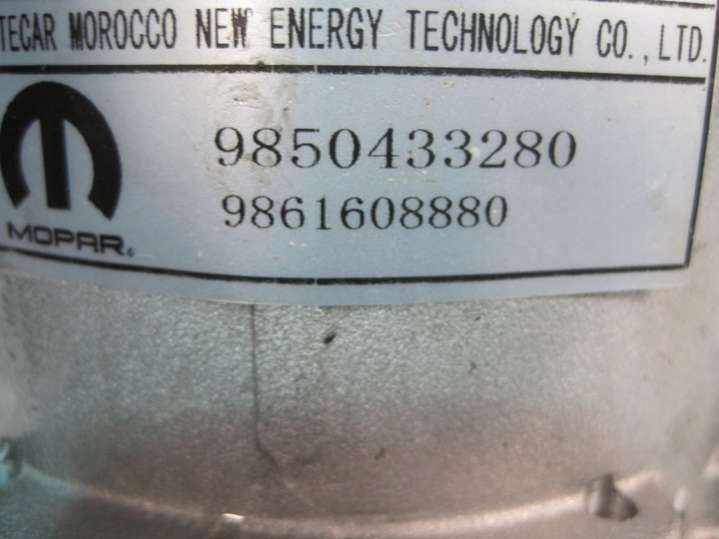 TECAR MOROCCO NEW ENERGY TECHNOLOGY CO., LTD.
9850433280
9861608880
MOPAR